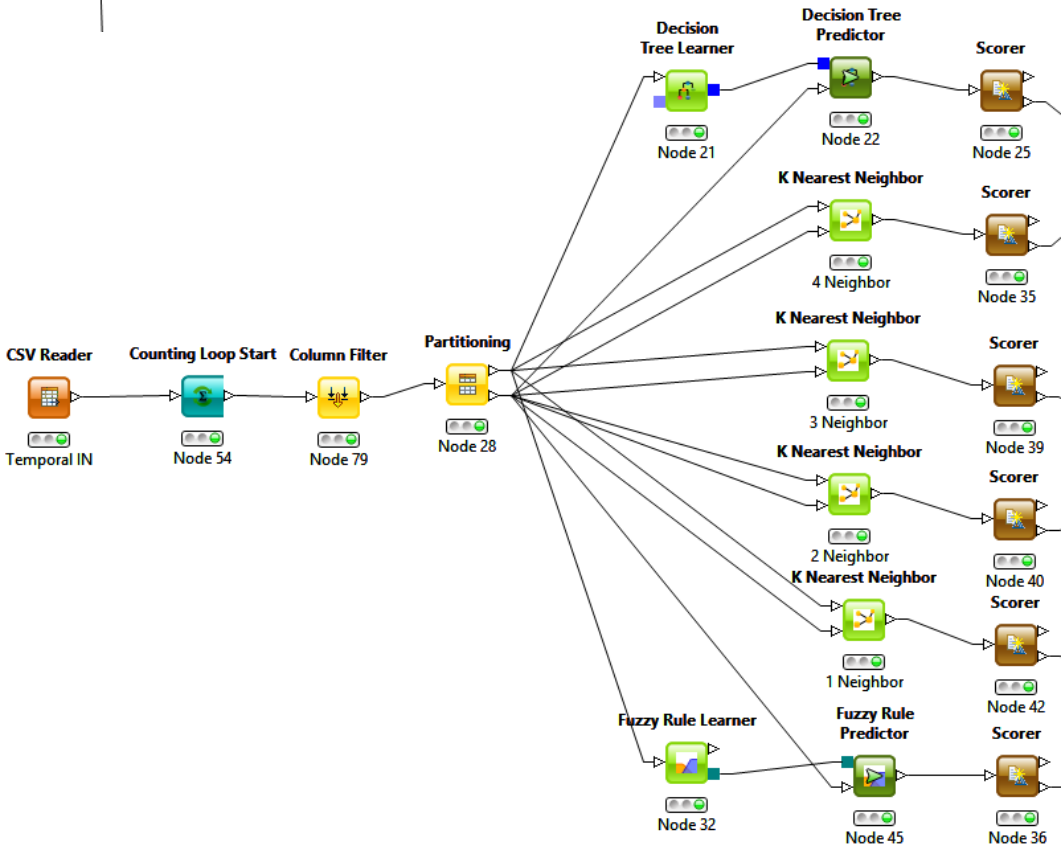 Decision
Tree Learner
Node 21
Decision Tree
Predictor
Node 22
Scorer
Node 25
K Nearest Neighbor
4 Neighbor
Scorer
Node 35
CSV Reader
Temporal IN
Counting Loop Start
Node 54
Column Filter
Node 79
Partitioning
Node 28
K Nearest Neighbor
3 Neighbor
Scorer
Node 39
K Nearest Neighbor
2 Neighbor
Scorer
Node 40
K Nearest Neighbor
1 Neighbor
Scorer
Node 42
Fuzzy Rule Learner
Node 32
Fuzzy Rule
Predictor
Node 45
Scorer
Node 36